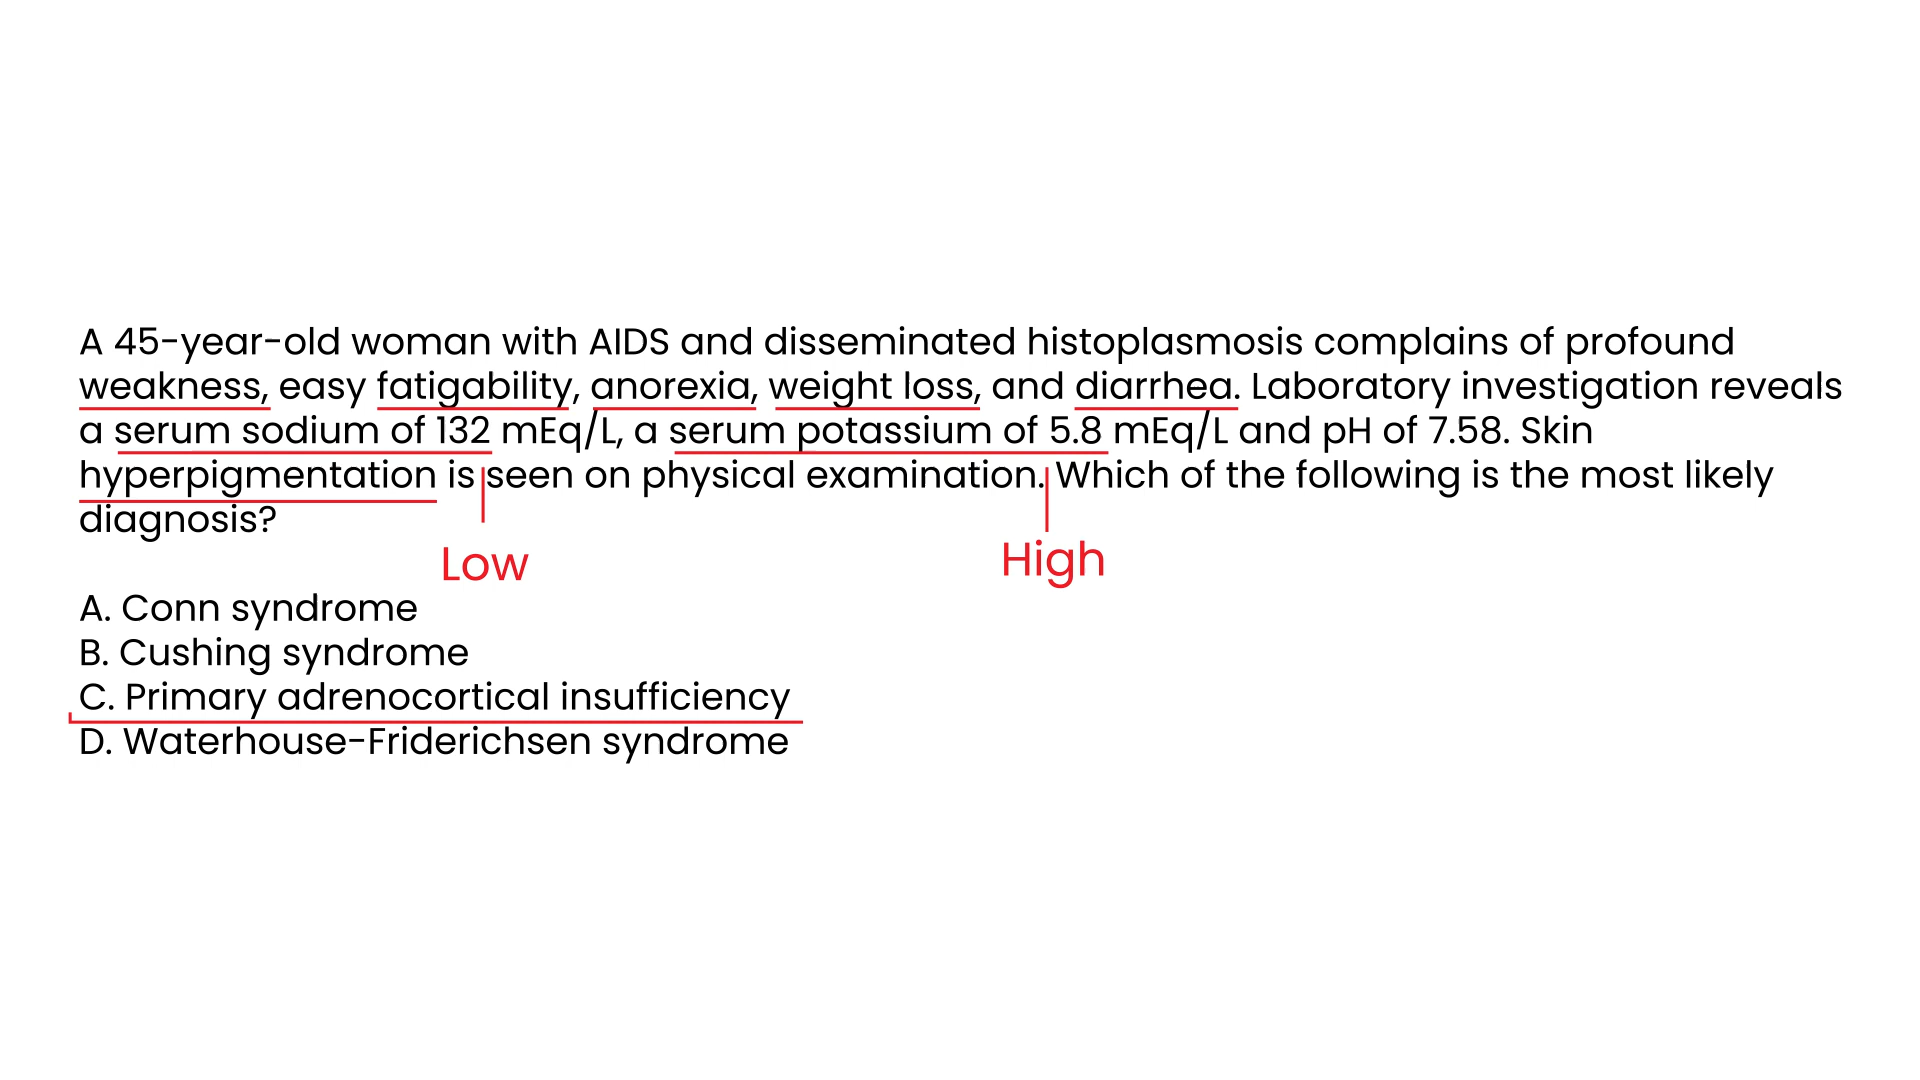 A 45-year-old woman with AIDS and disseminated histoplasmosis complains of profound
weakness, easy fatigability, anorexia, weight loss, and diarrhea. Laboratory investigation reveals
a serum sodium of 132 mEq/L, a serum potassium of 5.8 mEq/L and pH of 7.58. Skin
hyperpigmentation is seen on physical examination. Which of the following is the most likely
diagnosis?
Low
High
A. Conn syndrome
B. Cushing syndrome
C. Primary adrenocortical insufficiency
D. Waterhouse-Friderichsen syndrome